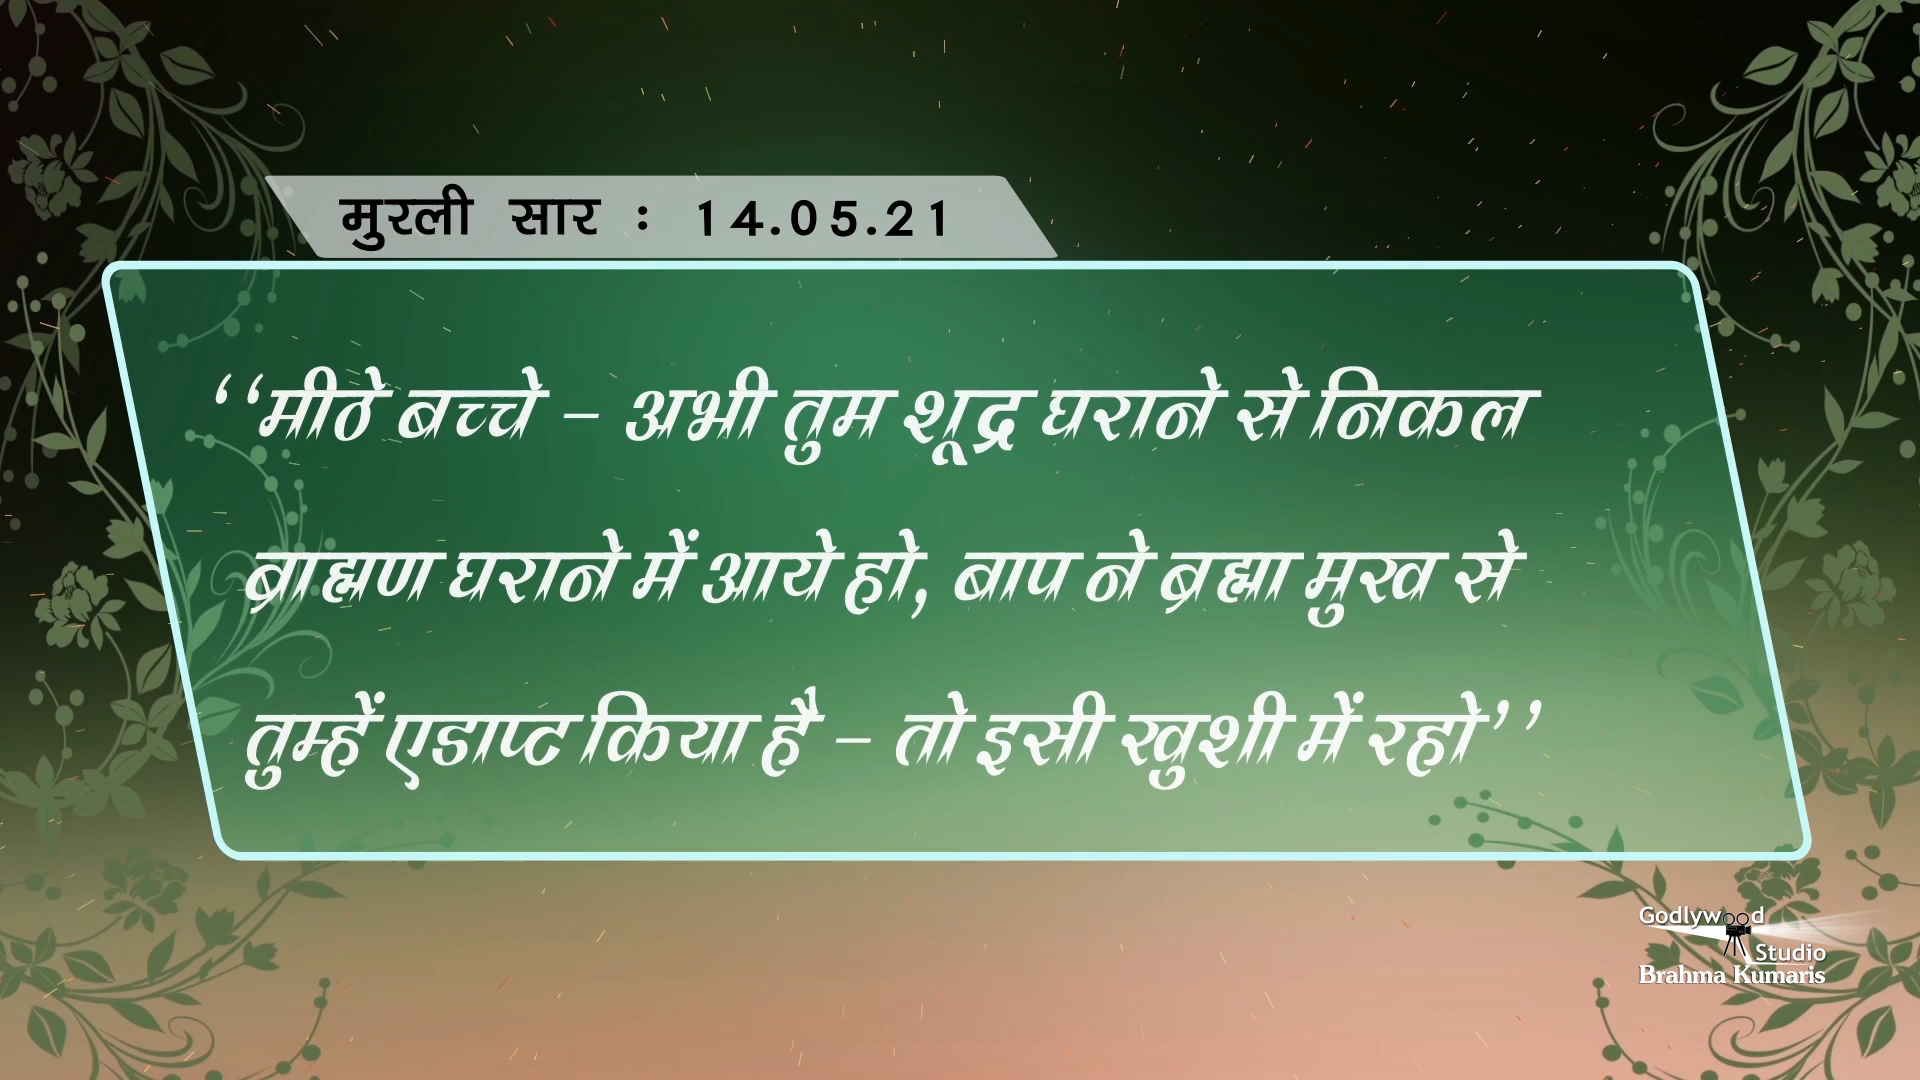 मुरली सार : 14.05.21
‘‘मीठे बच्चे – अभी तुम शूद्र घराने से निकल
ब्राह्मण घराने में आये हो, बाप ने ब्रह्मा मुख से
तुम्हें एडाप्ट किया है – तो इसी खुशी में रहो’’
Godlywood
Studio
Brahma Kumaris